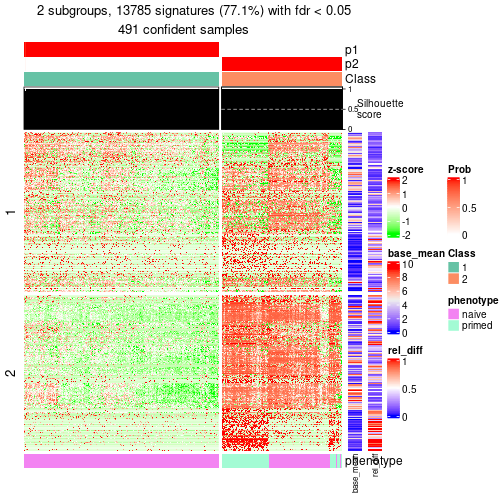 2 subgroups, 13785 signatures (77.1%) with fdr < 0.05
491 confident samples
p1
p2
Class
1
0.5
0
Silhouette
score
1
2
z-score
2
1
0
-1
-2
Prob
1
0.5
0
base_mean
10
8
6
4
2
0
Class
1
2
phenotype
naive
primed
rel_diff
1
0.5
0
phenotype